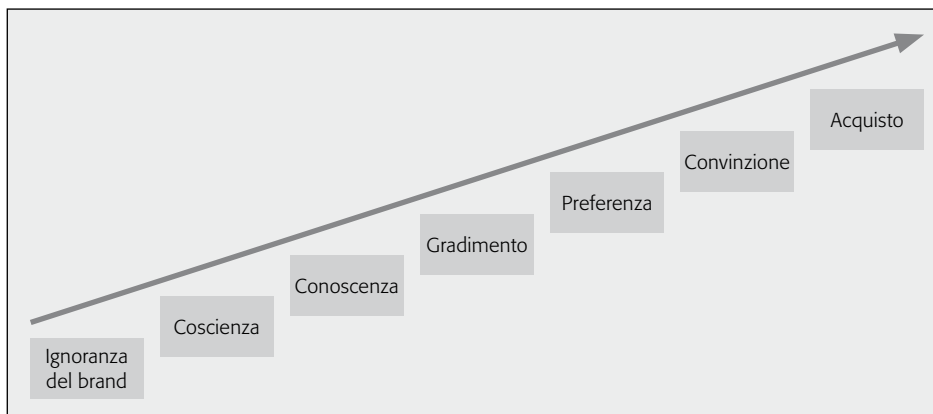 Ignoranza
del brand
Coscienza
Conoscenza
Gradimento
Preferenza
Convinzione
Acquisto